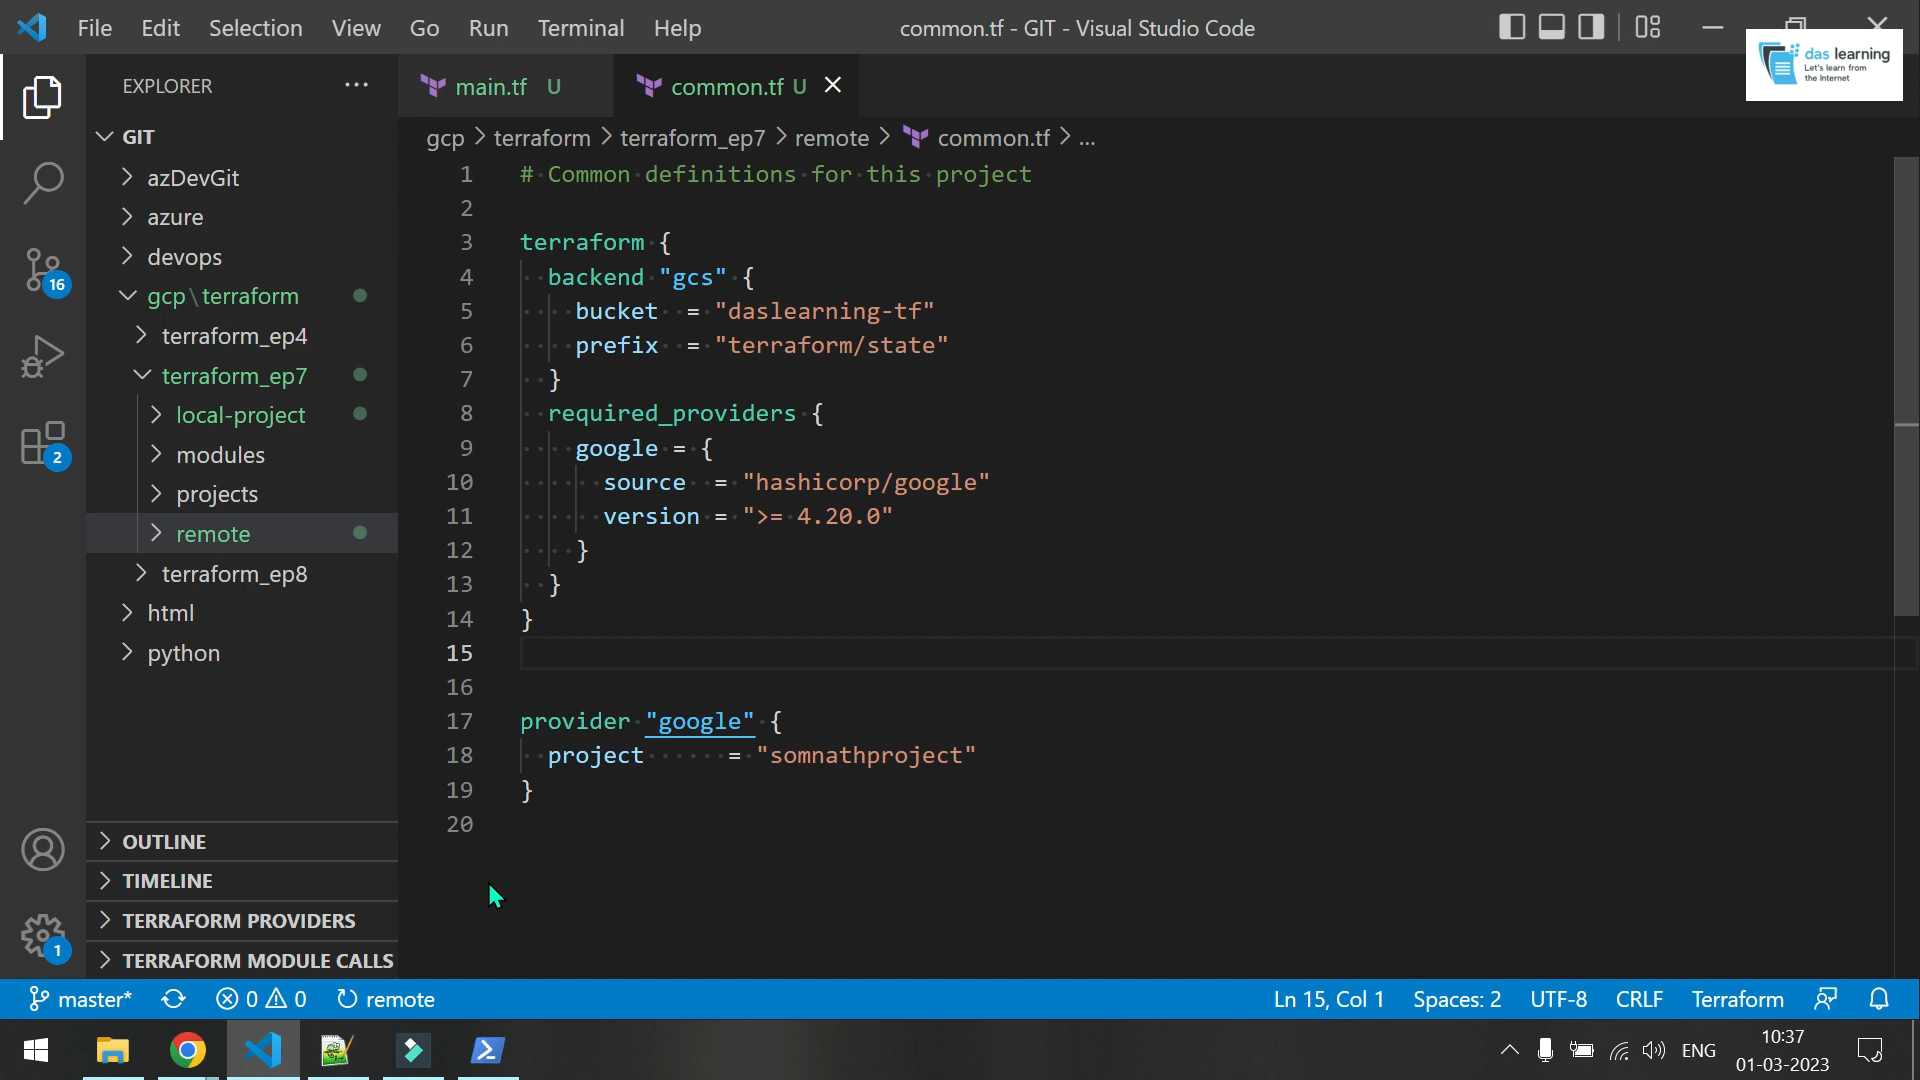 File Edit Selection View Go Run Terminal Help
common.tf - GIT - Visual Studio Code
das learning
Let's learn from
the Internet
EXPLORER
main.tf U
common.tf U
gcp > terraform > terraform_ep7 > remote > common.tf > ...
GIT
azDevGit
azure
devops
gcp\terraform
terraform_ep4
terraform_ep7
local-project
modules
projects
remote
terraform_ep8
html
python
OUTLINE
TIMELINE
TERRAFORM PROVIDERS
TERRAFORM MODULE CALLS
16
2
1
1 # Common definitions for this project
2
3 terraform {
4   backend "gcs" {
5     bucket  = "daslearning-tf"
6     prefix  = "terraform/state"
7   }
8   required_providers {
9     google = {
10       source  = "hashicorp/google"
11       version = ">= 4.20.0"
12     }
13   }
14 }
15
16
17 provider "google" {
18   project      = "somnathproject"
19 }
20
master* 0 0 remote
Ln 15, Col 1 Spaces: 2 UTF-8 CRLF Terraform
ENG
10:37
01-03-2023